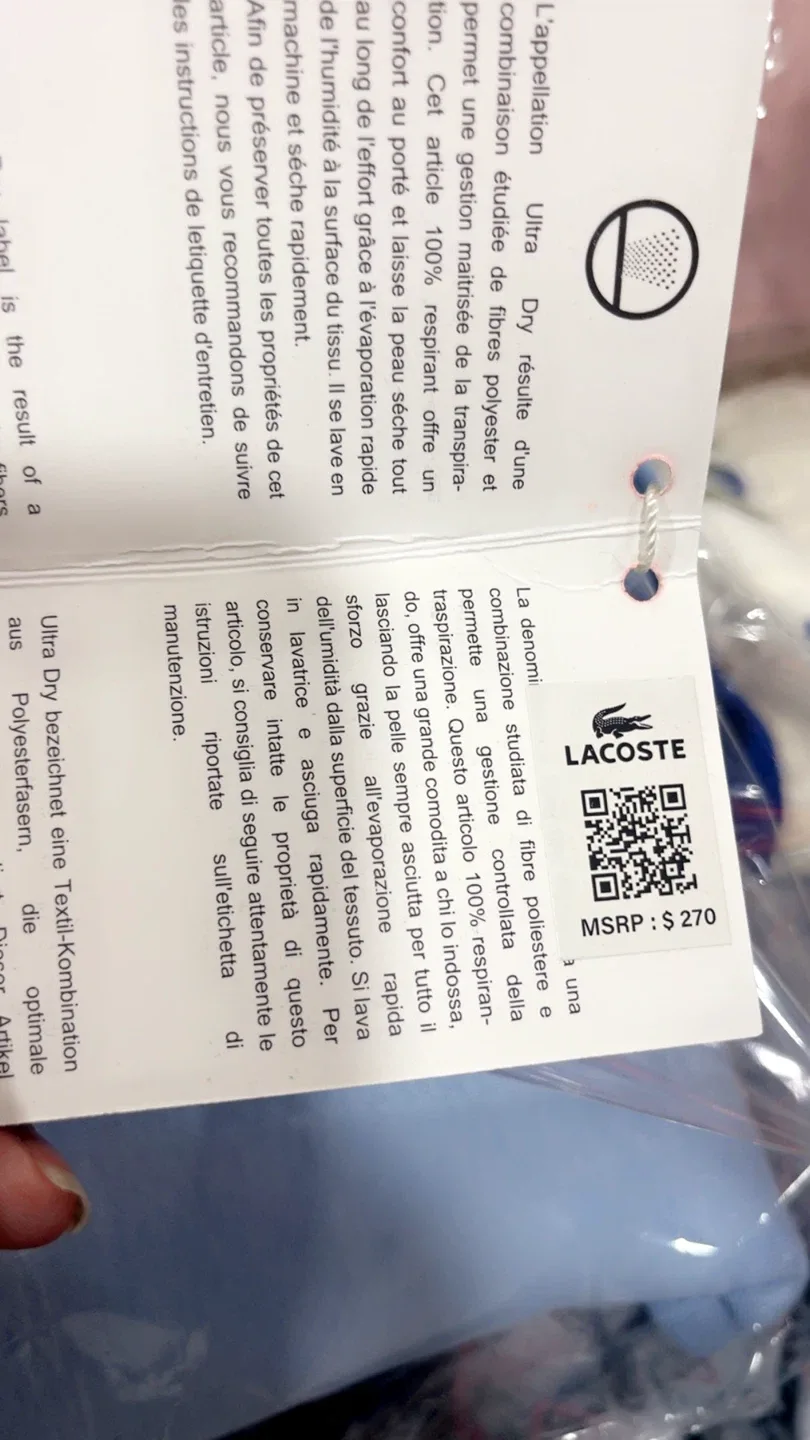 L'appellation Ultra Dry résulte d'une
combinaison étudiée de fibres polyester et
permet une gestion maitrisée de la transpira-
tion. Cet article 100% respirant offre un
confort au porté et laisse la peau séche tout
au long de l'effort grâce à l'évaporation rapide
de l'humidité à la surface du tissu. Il se lave en
machine et séche rapidement.
Afin de préserver toutes les propriétés de cet
article, nous vous recommandons de suivre
les instructions de letiquette d'entretien.
label is the result of a
fibers
LACOSTE
MSRP : $ 270
La denomi
a una
combinazione studiata di fibre poliestere e
permette una gestione controllata della
traspirazione. Questo articolo 100% respiran-
do, offre una grande comodita a chi lo indossa,
lasciando la pelle sempre asciutta per tutto il
sforzo grazie all'evaporazione rapida
dell'umidità dalla superficie del tessuto. Si lava
in lavatrice e asciuga rapidamente. Per
conservare intatte le proprietà di questo
articolo, si consiglia di seguire attentamente le
istruzioni riportate sull'etichetta di
manutenzione.
Ultra Dry bezeichnet eine Textil-Kombination
aus Polyesterfasern, die optimale
Dieser Artikel